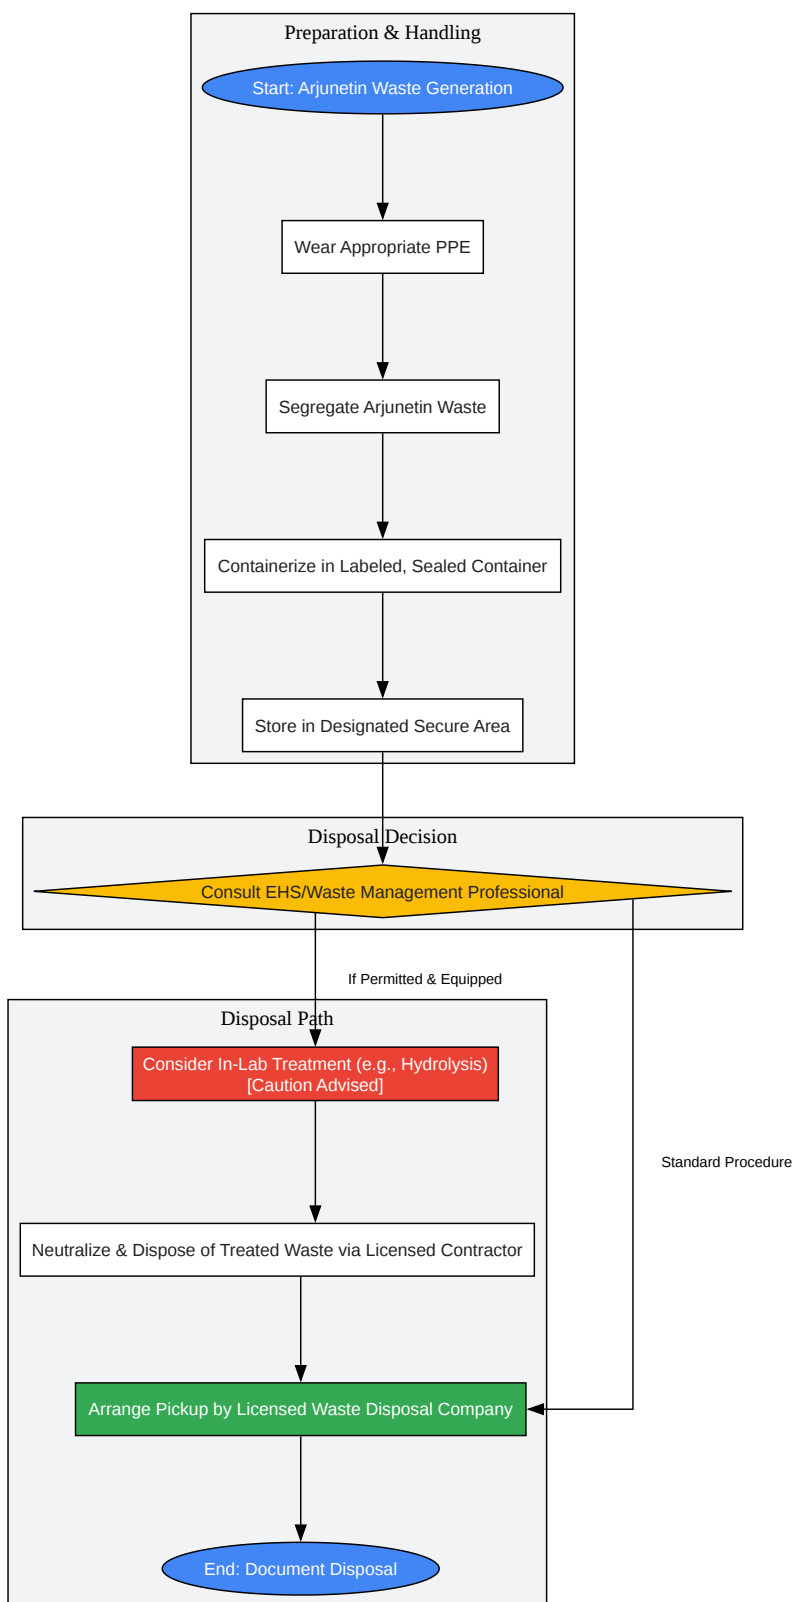 Preparation & Handling
Start: Arjunetin Waste Generation
Wear Appropriate PPE
Segregate Arjunetin Waste
Containerize in Labeled, Sealed Container
Store in Designated Secure Area
Disposal Decision
Consult EHS/Waste Management Professional
If Permitted & Equipped
Disposal Path
Consider In-Lab Treatment (e.g., Hydrolysis)
[Caution Advised]
Standard Procedure
Neutralize & Dispose of Treated Waste via Licensed Contractor
Arrange Pickup by Licensed Waste Disposal Company
End: Document Disposal